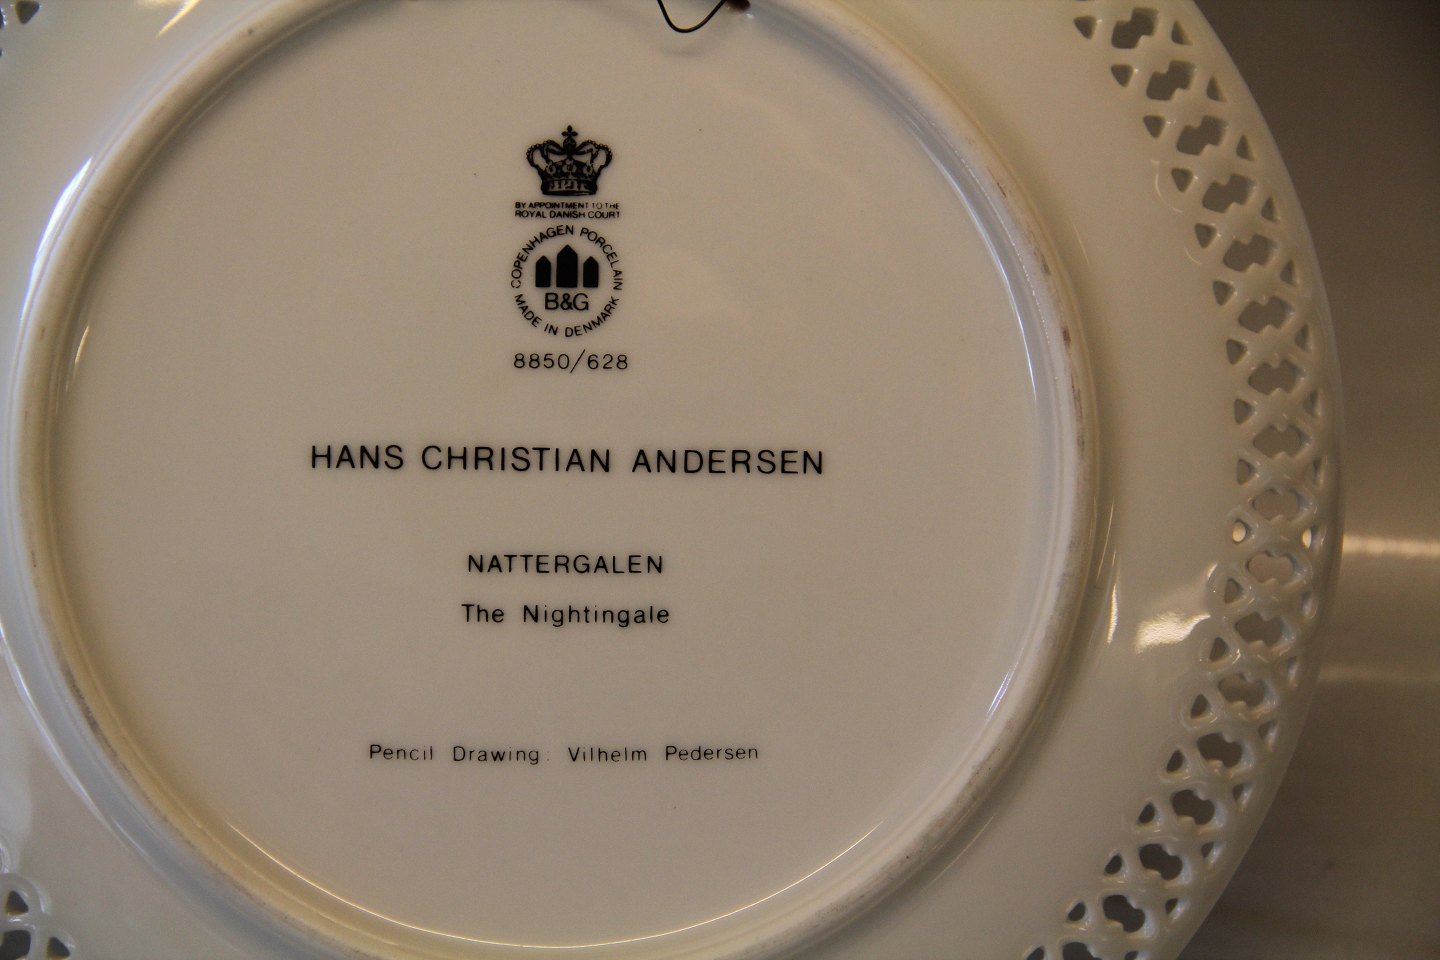 BY APPOINTMENT TO THE
ROYAL DANISH COURT
COPENHAGEN PORCELAIN
B&G
MADE IN DENMARK
8850/628
HANS CHRISTIAN ANDERSEN
NATTERGALEN
The Nightingale
Pencil Drawing: Vilhelm Pedersen